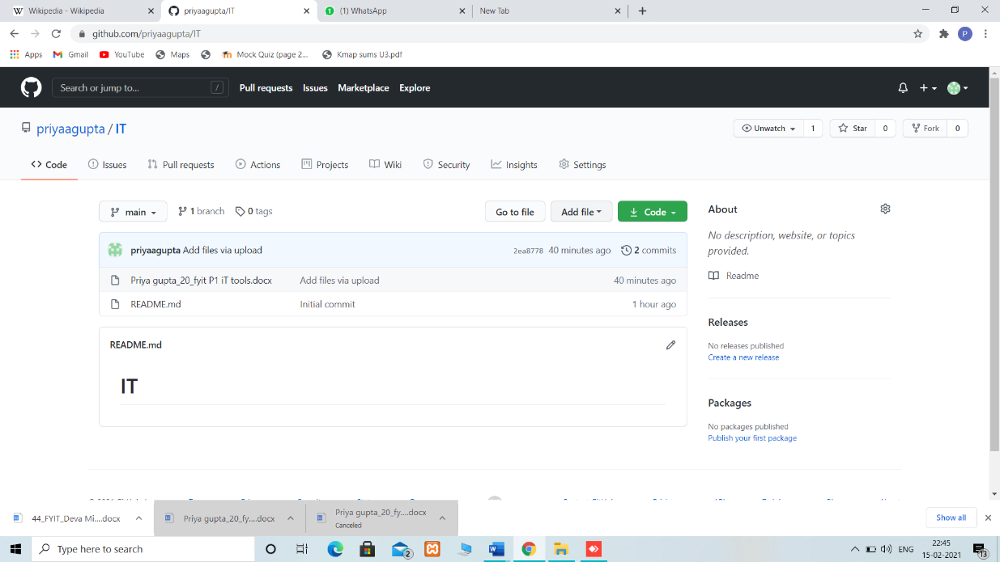 Wikipedia - Wikipedia
priyaagupta/IT
(1) WhatsApp
New Tab
github.com/priyaagupta/IT
P
Apps
Gmail
YouTube
Maps
Mock Quiz (page 2...
Kmap sums U3.pdf
Search or jump to...
/
Pull requests
Issues
Marketplace
Explore
priyaagupta / IT
Unwatch
1
Star
0
Fork
0
Code
Issues
Pull requests
Actions
Projects
Wiki
Security
Insights
Settings
main
1 branch
0 tags
Go to file
Add file
Code
priyaagupta Add files via upload
2ea8778 40 minutes ago
2 commits
Priya gupta_20_fyit P1 iT tools.docx
Add files via upload
40 minutes ago
README.md
Initial commit
1 hour ago
README.md
IT
About
No description, website, or topics
provided.
Readme
Releases
No releases published
Create a new release
Packages
No packages published
Publish your first package
44_FYIT_Deva Mi....docx
Priya gupta_20_fy....docx
Priya gupta_20_fy....docx
Canceled
Show all
Type here to search
2
ENG
22:45
15-02-2021
13